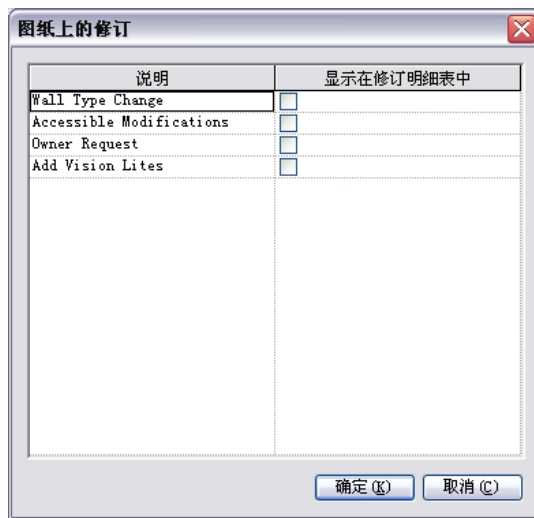 图纸上的修订
说明 显示在修订明细表中
Wall Type Change
Accessible Modifications
Owner Request
Add Vision Lites
确定(K) 取消(C)